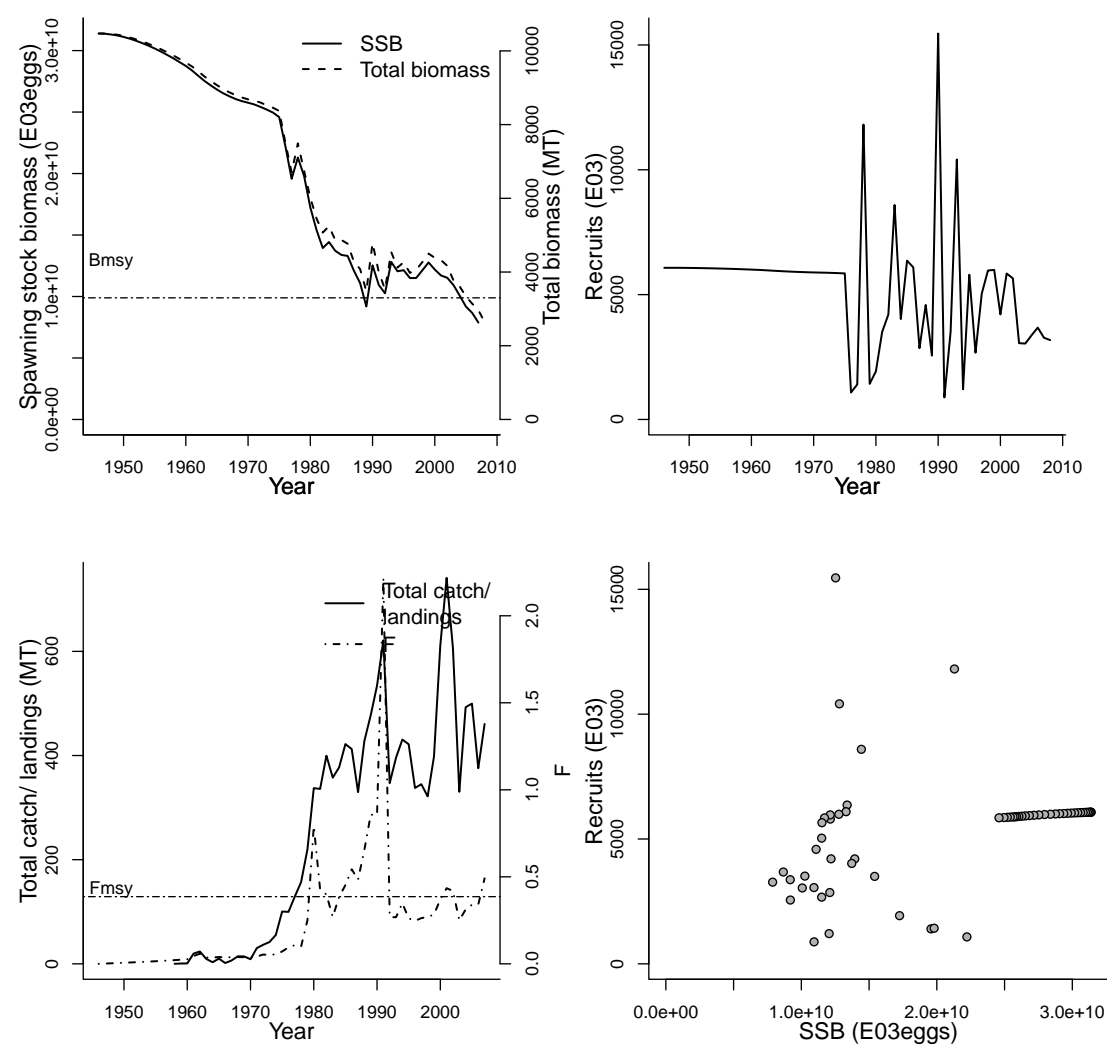 SSB
Total biomass
Spawning stock biomass (E03eggs)
0.0e+00
1.0e+10
2.0e+10
3.0e+10
Bmsy
Total biomass (MT)
0
2000
4000
6000
8000
10000
1950 1960 1970 1980 1990 2000 2010
Year
Recruits (E03)
0
5000
10000
15000
1950 1960 1970 1980 1990 2000
Year
Total catch/
landings
F
Total catch/ landings (MT)
0
200
400
600
Fmsy
F
0.0
0.5
1.0
1.5
2.0
1950 1960 1970 1980 1990 2000
Year
Recruits (E03)
0
5000
10000
15000
0.0e+00 1.0e+10 2.0e+10 3.0e+10
SSB (E03eggs)